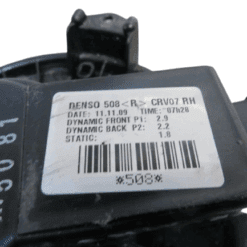 DENSO 508 <R> CRV07 RH
DATE: 11.11.09 TIME: 07h28
DYNAMIC FRONT P1: 2.9
DYNAMIC BACK P2: 2.2
STATIC: 1.8
*508*